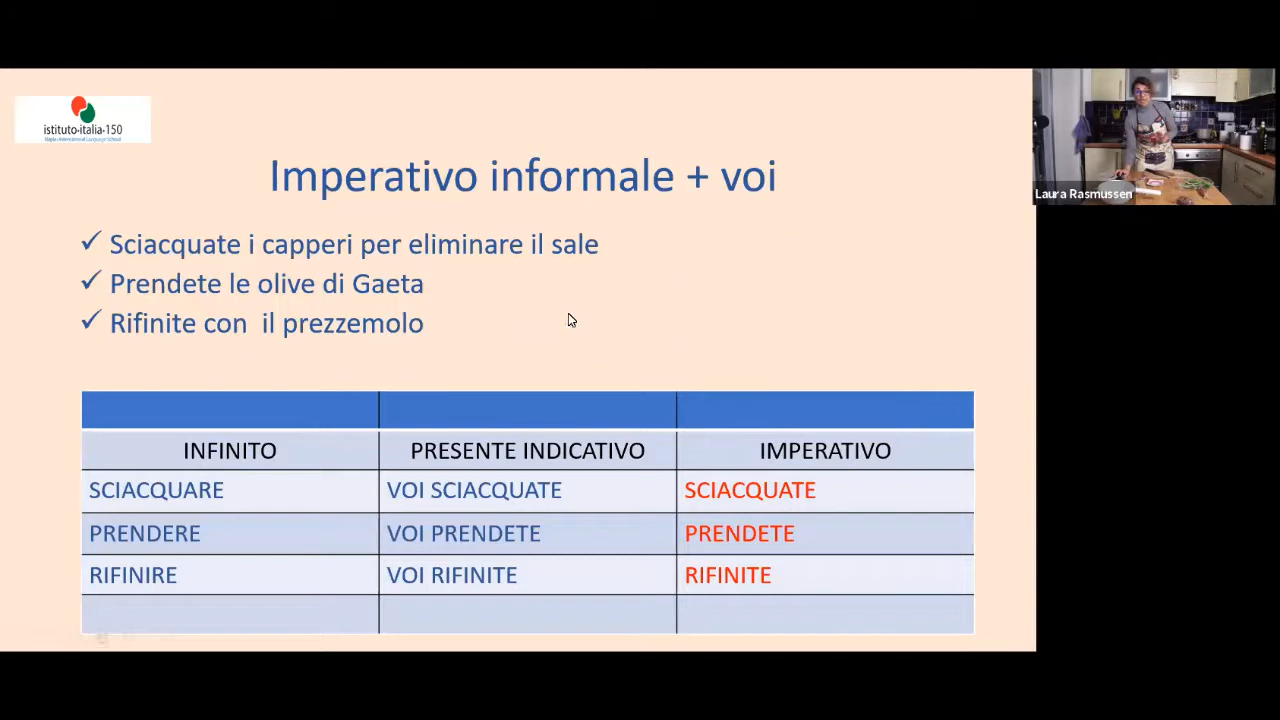 istituto-italia-150
Imperativo informale + voi
Sciacquate i capperi per eliminare il sale
Prendete le olive di Gaeta
Rifinite con il prezzemolo
INFINITO PRESENTE INDICATIVO IMPERATIVO
SCIACQUARE VOI SCIACQUATE SCIACQUATE
PRENDERE VOI PRENDETE PRENDETE
RIFINIRE VOI RIFINITE RIFINITE
Laura Rasmussen